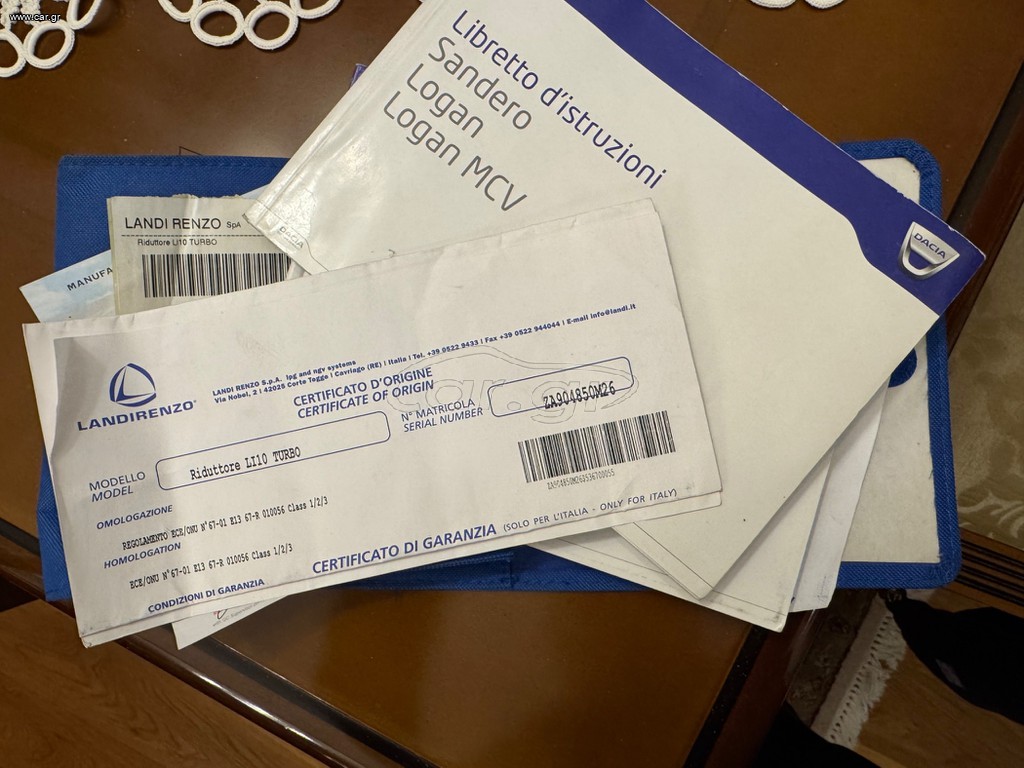 www.car.gr
Libretto d'istruzioni
Sandero
Logan
Logan MCV
DACIA
DACIA
LANDI RENZO SpA
Riduttore LI10 TURBO
MANUFA
LANDIRENZO®
LANDI RENZO S.p.A. lpg and ngv systems
Via Nobel, 2 | 42025 Corte Tegge | Cavriago (RE) | Italia | Tel. +39 0522 9433 | Fax +39 0522 944044 | E-mail info@landi.it
CERTIFICATO D'ORIGINE
CERTIFICATE OF ORIGIN
car.gr
MODELLO
MODEL
Riduttore LI10 TURBO
N° MATRICOLA
SERIAL NUMBER
ZA904850M26
ZA904850M263536700055
OMOLOGAZIONE
REGOLAMENTO ECE/ONU N°67-01 E13 67-R 010056 Class 1/2/3
HOMOLOGATION
ECE/ONU N°67-01 E13 67-R 010056 Class 1/2/3
CERTIFICATO DI GARANZIA (SOLO PER L'ITALIA - ONLY FOR ITALY)
CONDIZIONI DI GARANZIA